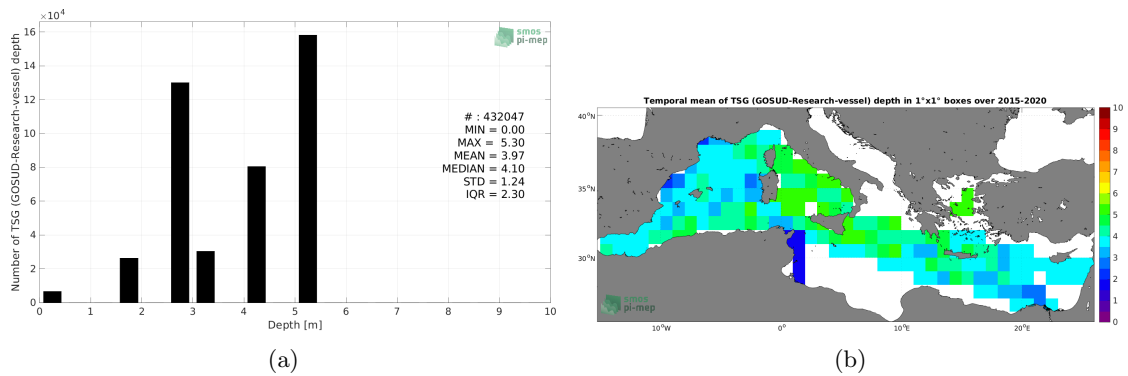 ×10⁴
16
14
12
10
8
6
4
2
0
Number of TSG (GOSUD-Research-vessel) depth
smos
pi-mep
# : 432047
MIN = 0.00
MAX = 5.30
MEAN = 3.97
MEDIAN = 4.10
STD = 1.24
IQR = 2.30
0 1 2 3 4 5 6 7 8 9 10
Depth [m]
(a)
Temporal mean of TSG (GOSUD-Research-vessel) depth in 1°x1° boxes over 2015-2020
40°N
35°N
30°N
10°W 0° 10°E 20°E
10
9
8
7
6
5
4
3
2
1
0
smos
pi-mep
(b)